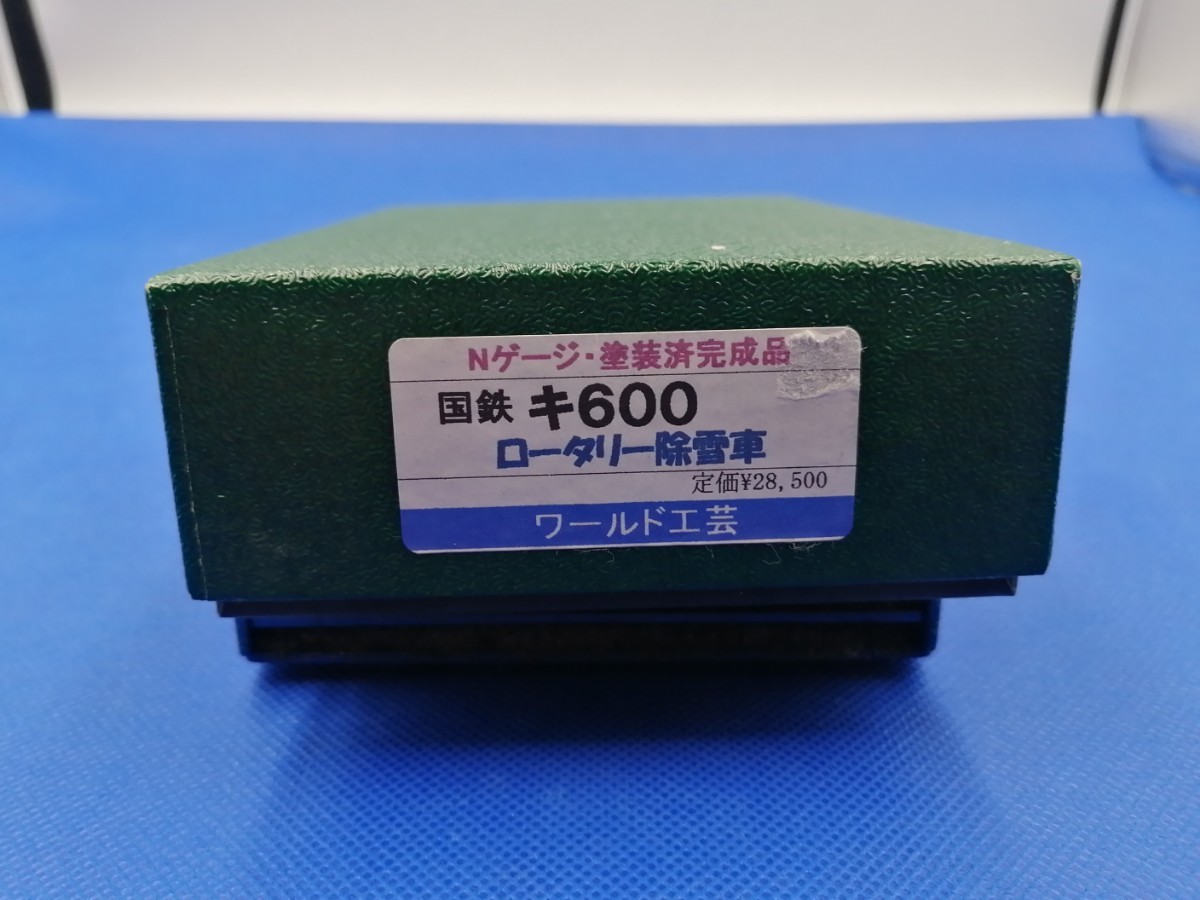 Nゲージ・塗装済完成品
国鉄 キ600
ロータリー除雪車
定価¥28,500
ワールド工芸